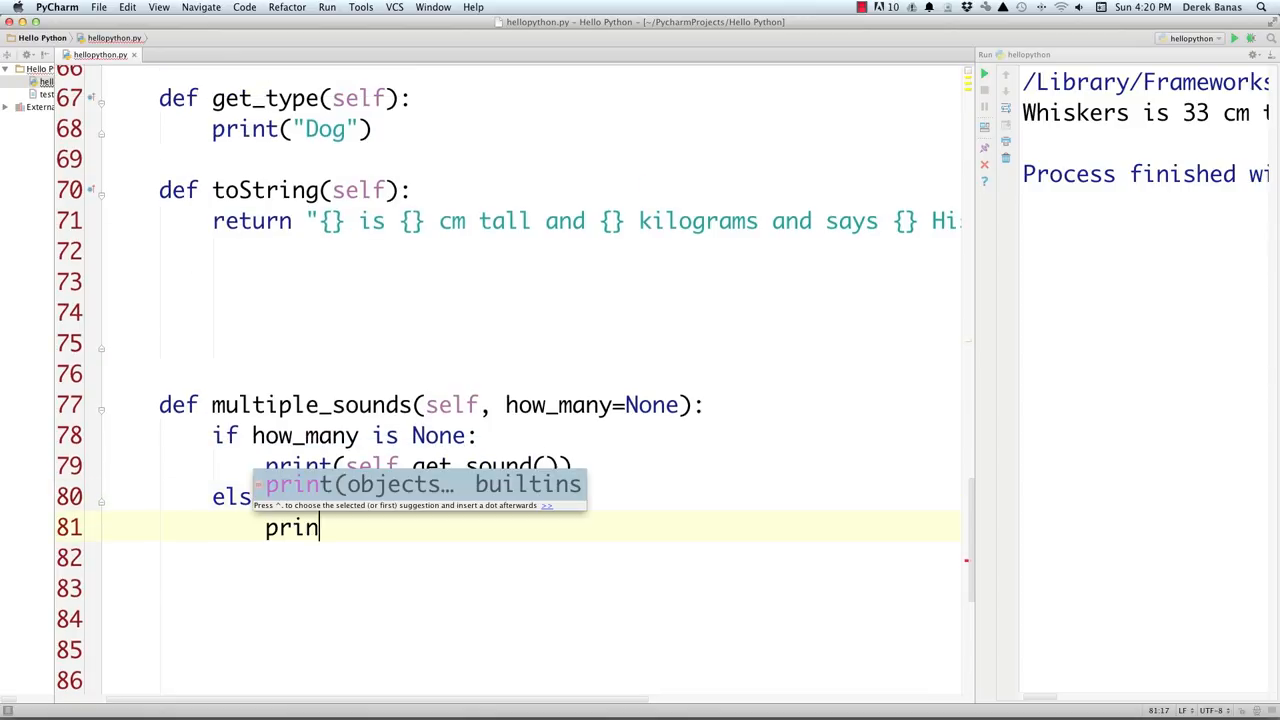 PyCharm File Edit View Navigate Code Refactor Run Tools VCS Window Help 10 Sun 4:20 PM Derek Banas
hellopython.py – Hello Python – [~/PycharmProjects/Hello Python]
Hello Python hellopython.py hellopython
hellopython.py Run hellopython
Hello P
hell
test
Extern
66
67 def get_type(self):
68 print("Dog")
69
70 def toString(self):
71 return "{} is {} cm tall and {} kilograms and says {} Hi
72
73
74
75
76
77 def multiple_sounds(self, how_many=None):
78 if how_many is None:
79 print(self.get_sound())
80 els
print(objects… builtins
Press ^. to choose the selected (or first) suggestion and insert a dot afterwards >>
81 prin
82
83
84
85
86
/Library/Frameworks
Whiskers is 33 cm t
Process finished wi
81:17 LF UTF-8